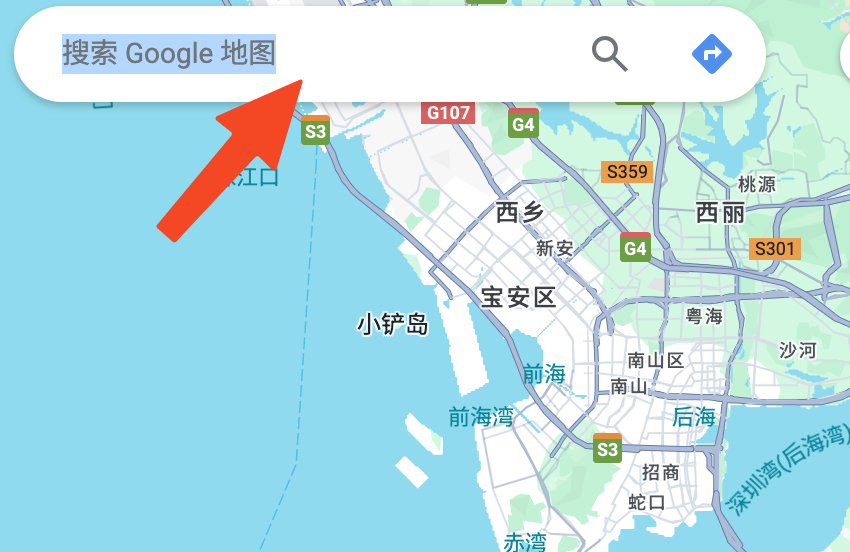 搜索 Google 地图
G107
S3
G4
江口
S359
桃源
西乡
西丽
新安
G4
S301
宝安区
小铲岛
粤海
沙河
南山区
前海
南山
前海湾
后海
S3
深圳湾(后海湾)
招商
蛇口
赤湾